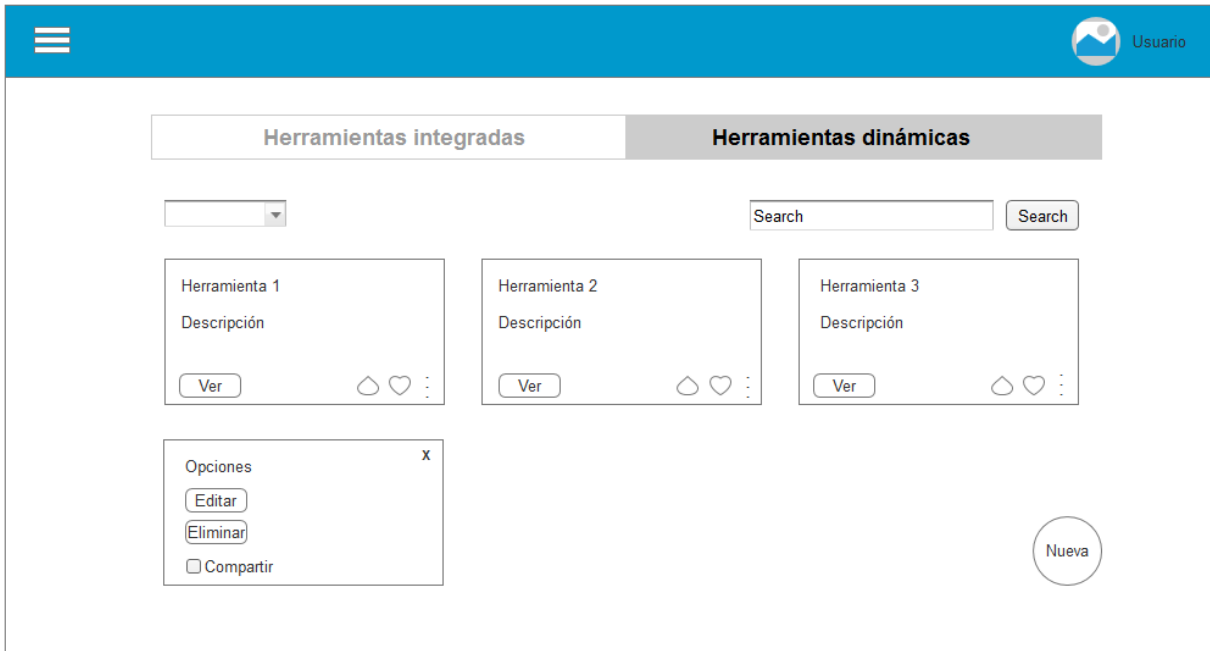 Usuario
Herramientas integradas
Herramientas dinámicas
Search
Search
Herramienta 1
Descripción
Ver
Herramienta 2
Descripción
Ver
Herramienta 3
Descripción
Ver
Opciones
x
Editar
Eliminar
Compartir
Nueva